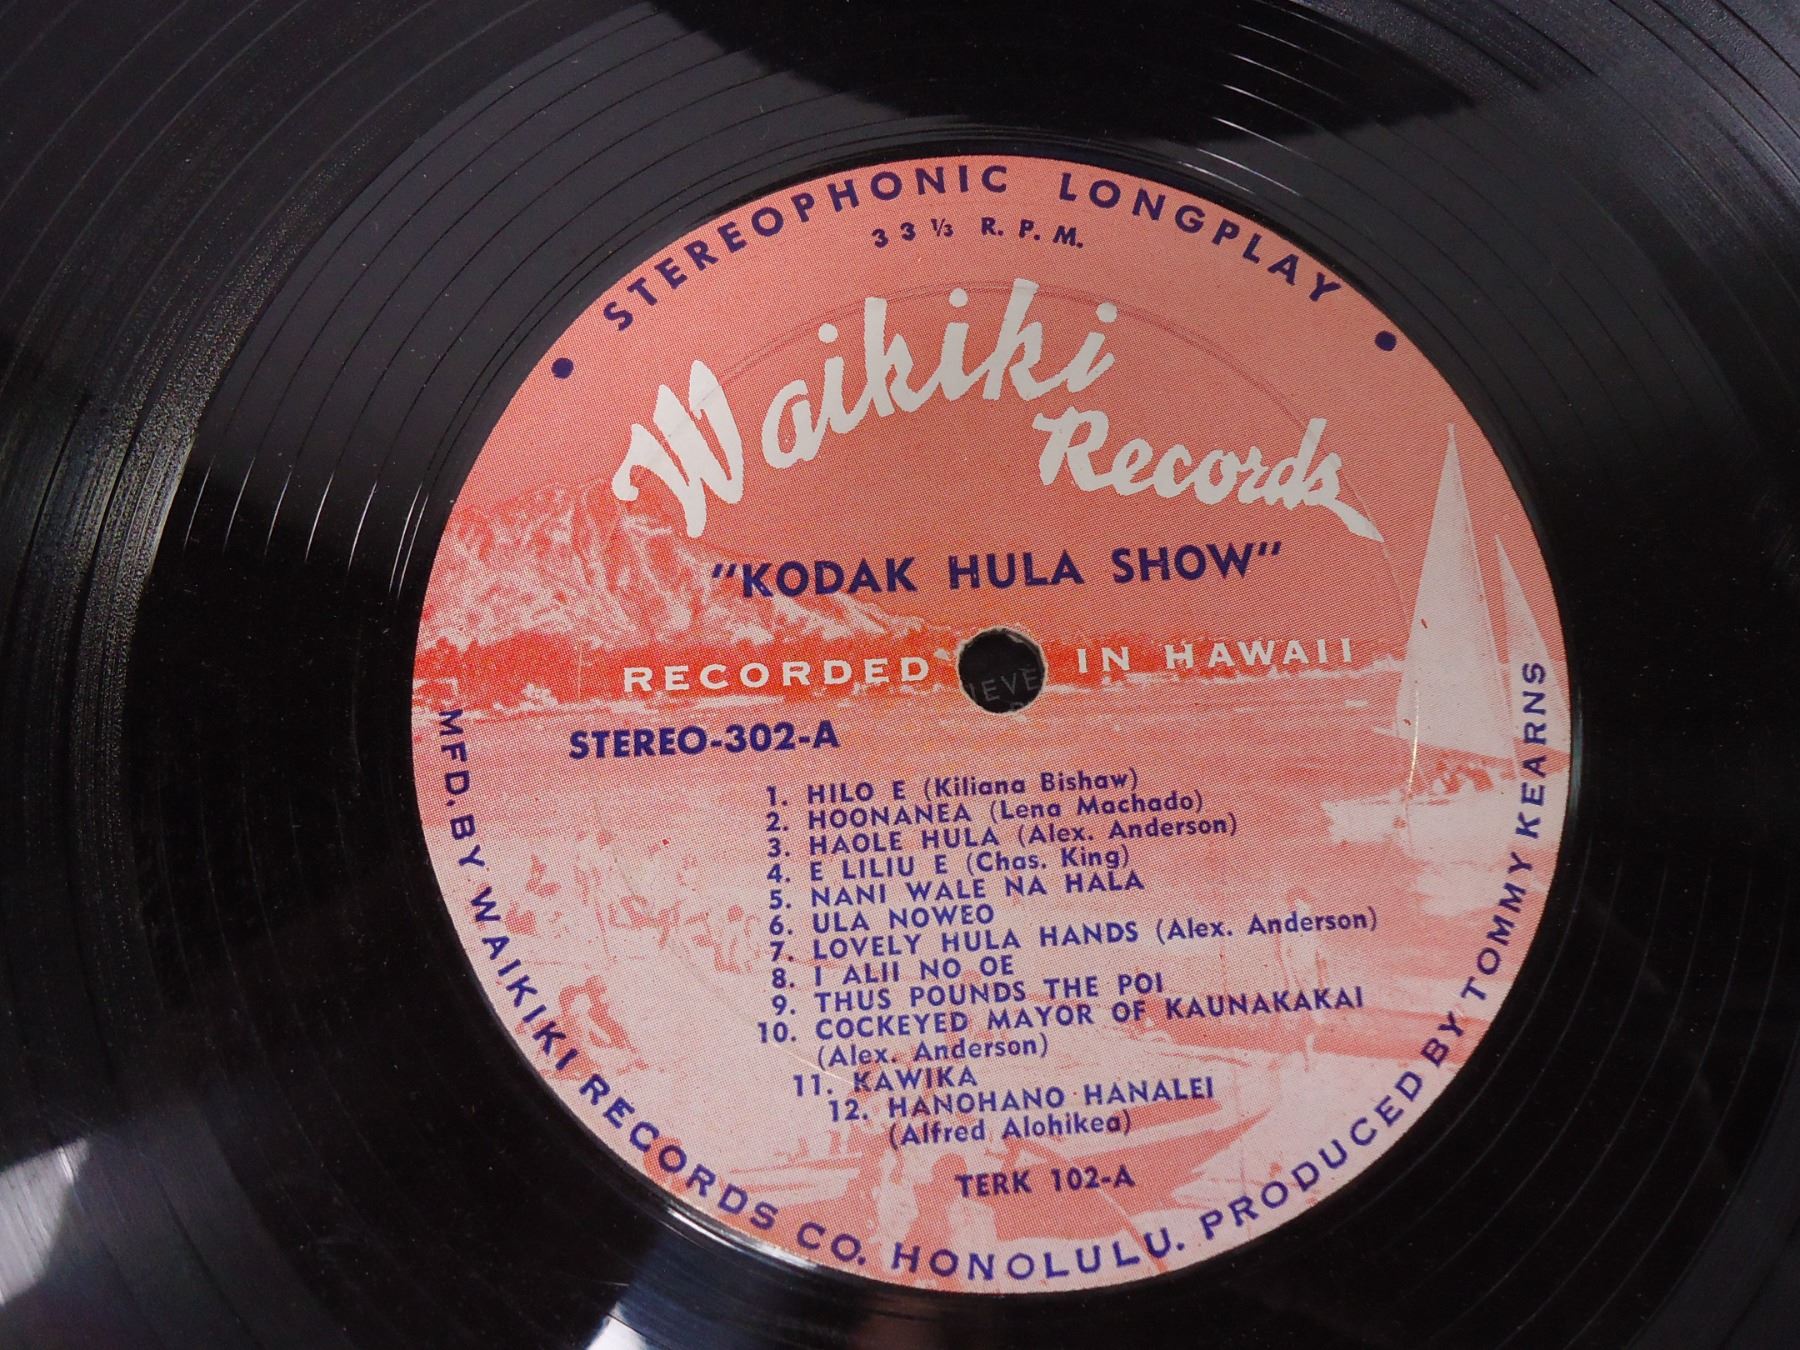 STEREOPHONIC LONGPLAY
33 ⅓ R. P. M.
Waikiki
Records
"KODAK HULA SHOW"
RECORDED IN HAWAII
STEREO-302-A
1. HILO E (Kiliana Bishaw)
2. HOONANEA (Lena Machado)
3. HAOLE HULA (Alex. Anderson)
4. E LILIU E (Chas. King)
5. NANI WALE NA HALA
6. ULA NOWEO
7. LOVELY HULA HANDS (Alex. Anderson)
8. I ALII NO OE
9. THUS POUNDS THE POI
10. COCKEYED MAYOR OF KAUNAKAKAI
(Alex. Anderson)
11. KAWIKA
12. HANOHANO HANALEI
(Alfred Alohikea)
TERK 102-A
MFD. BY WAIKIKI RECORDS CO. HONOLULU. PRODUCED BY TOMMY KEARNS